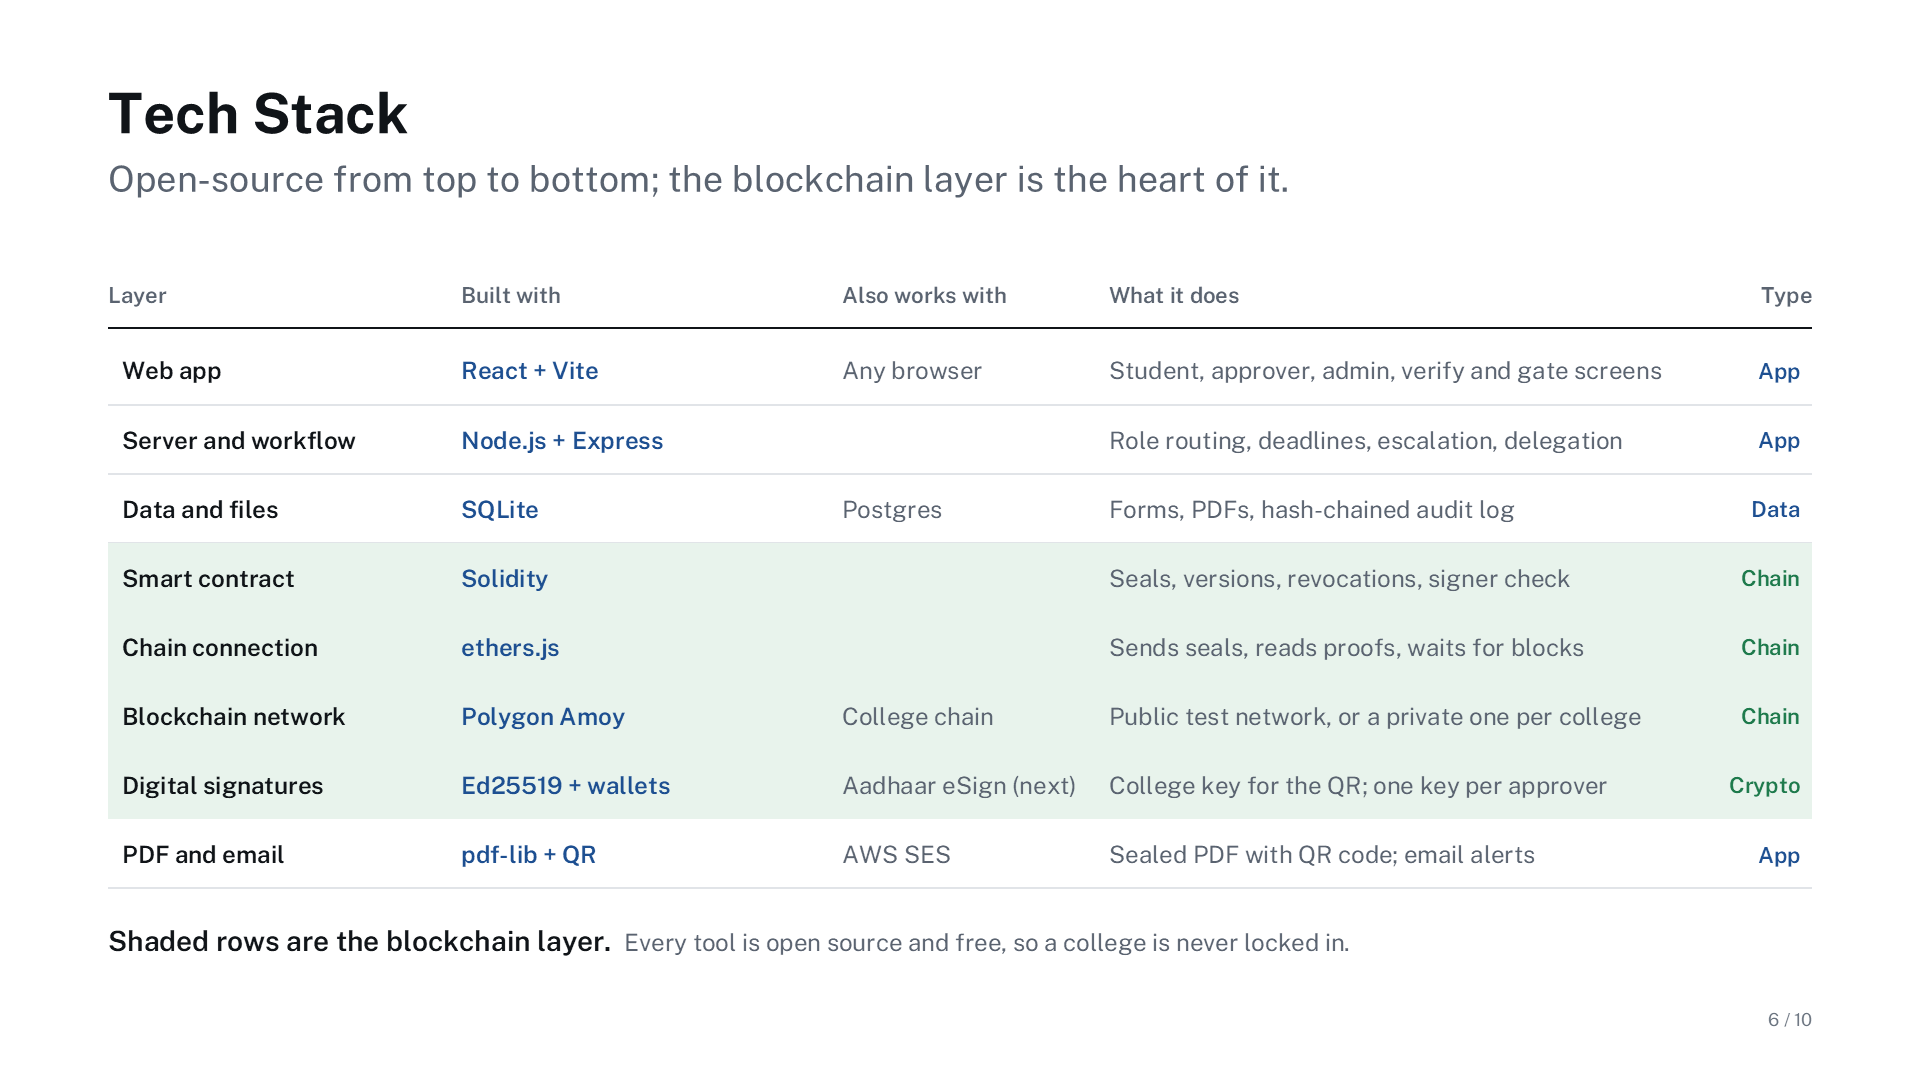 Tech Stack
Open-source from top to bottom; the blockchain layer is the heart of it.
Layer Built with Also works with What it does Type
Web app React + Vite Any browser Student, approver, admin, verify and gate screens App
Server and workflow Node.js + Express Role routing, deadlines, escalation, delegation App
Data and files SQLite Postgres Forms, PDFs, hash-chained audit log Data
Smart contract Solidity Seals, versions, revocations, signer check Chain
Chain connection ethers.js Sends seals, reads proofs, waits for blocks Chain
Blockchain network Polygon Amoy College chain Public test network, or a private one per college Chain
Digital signatures Ed25519 + wallets Aadhaar eSign (next) College key for the QR; one key per approver Crypto
PDF and email pdf-lib + QR AWS SES Sealed PDF with QR code; email alerts App
Shaded rows are the blockchain layer. Every tool is open source and free, so a college is never locked in.
6 / 10